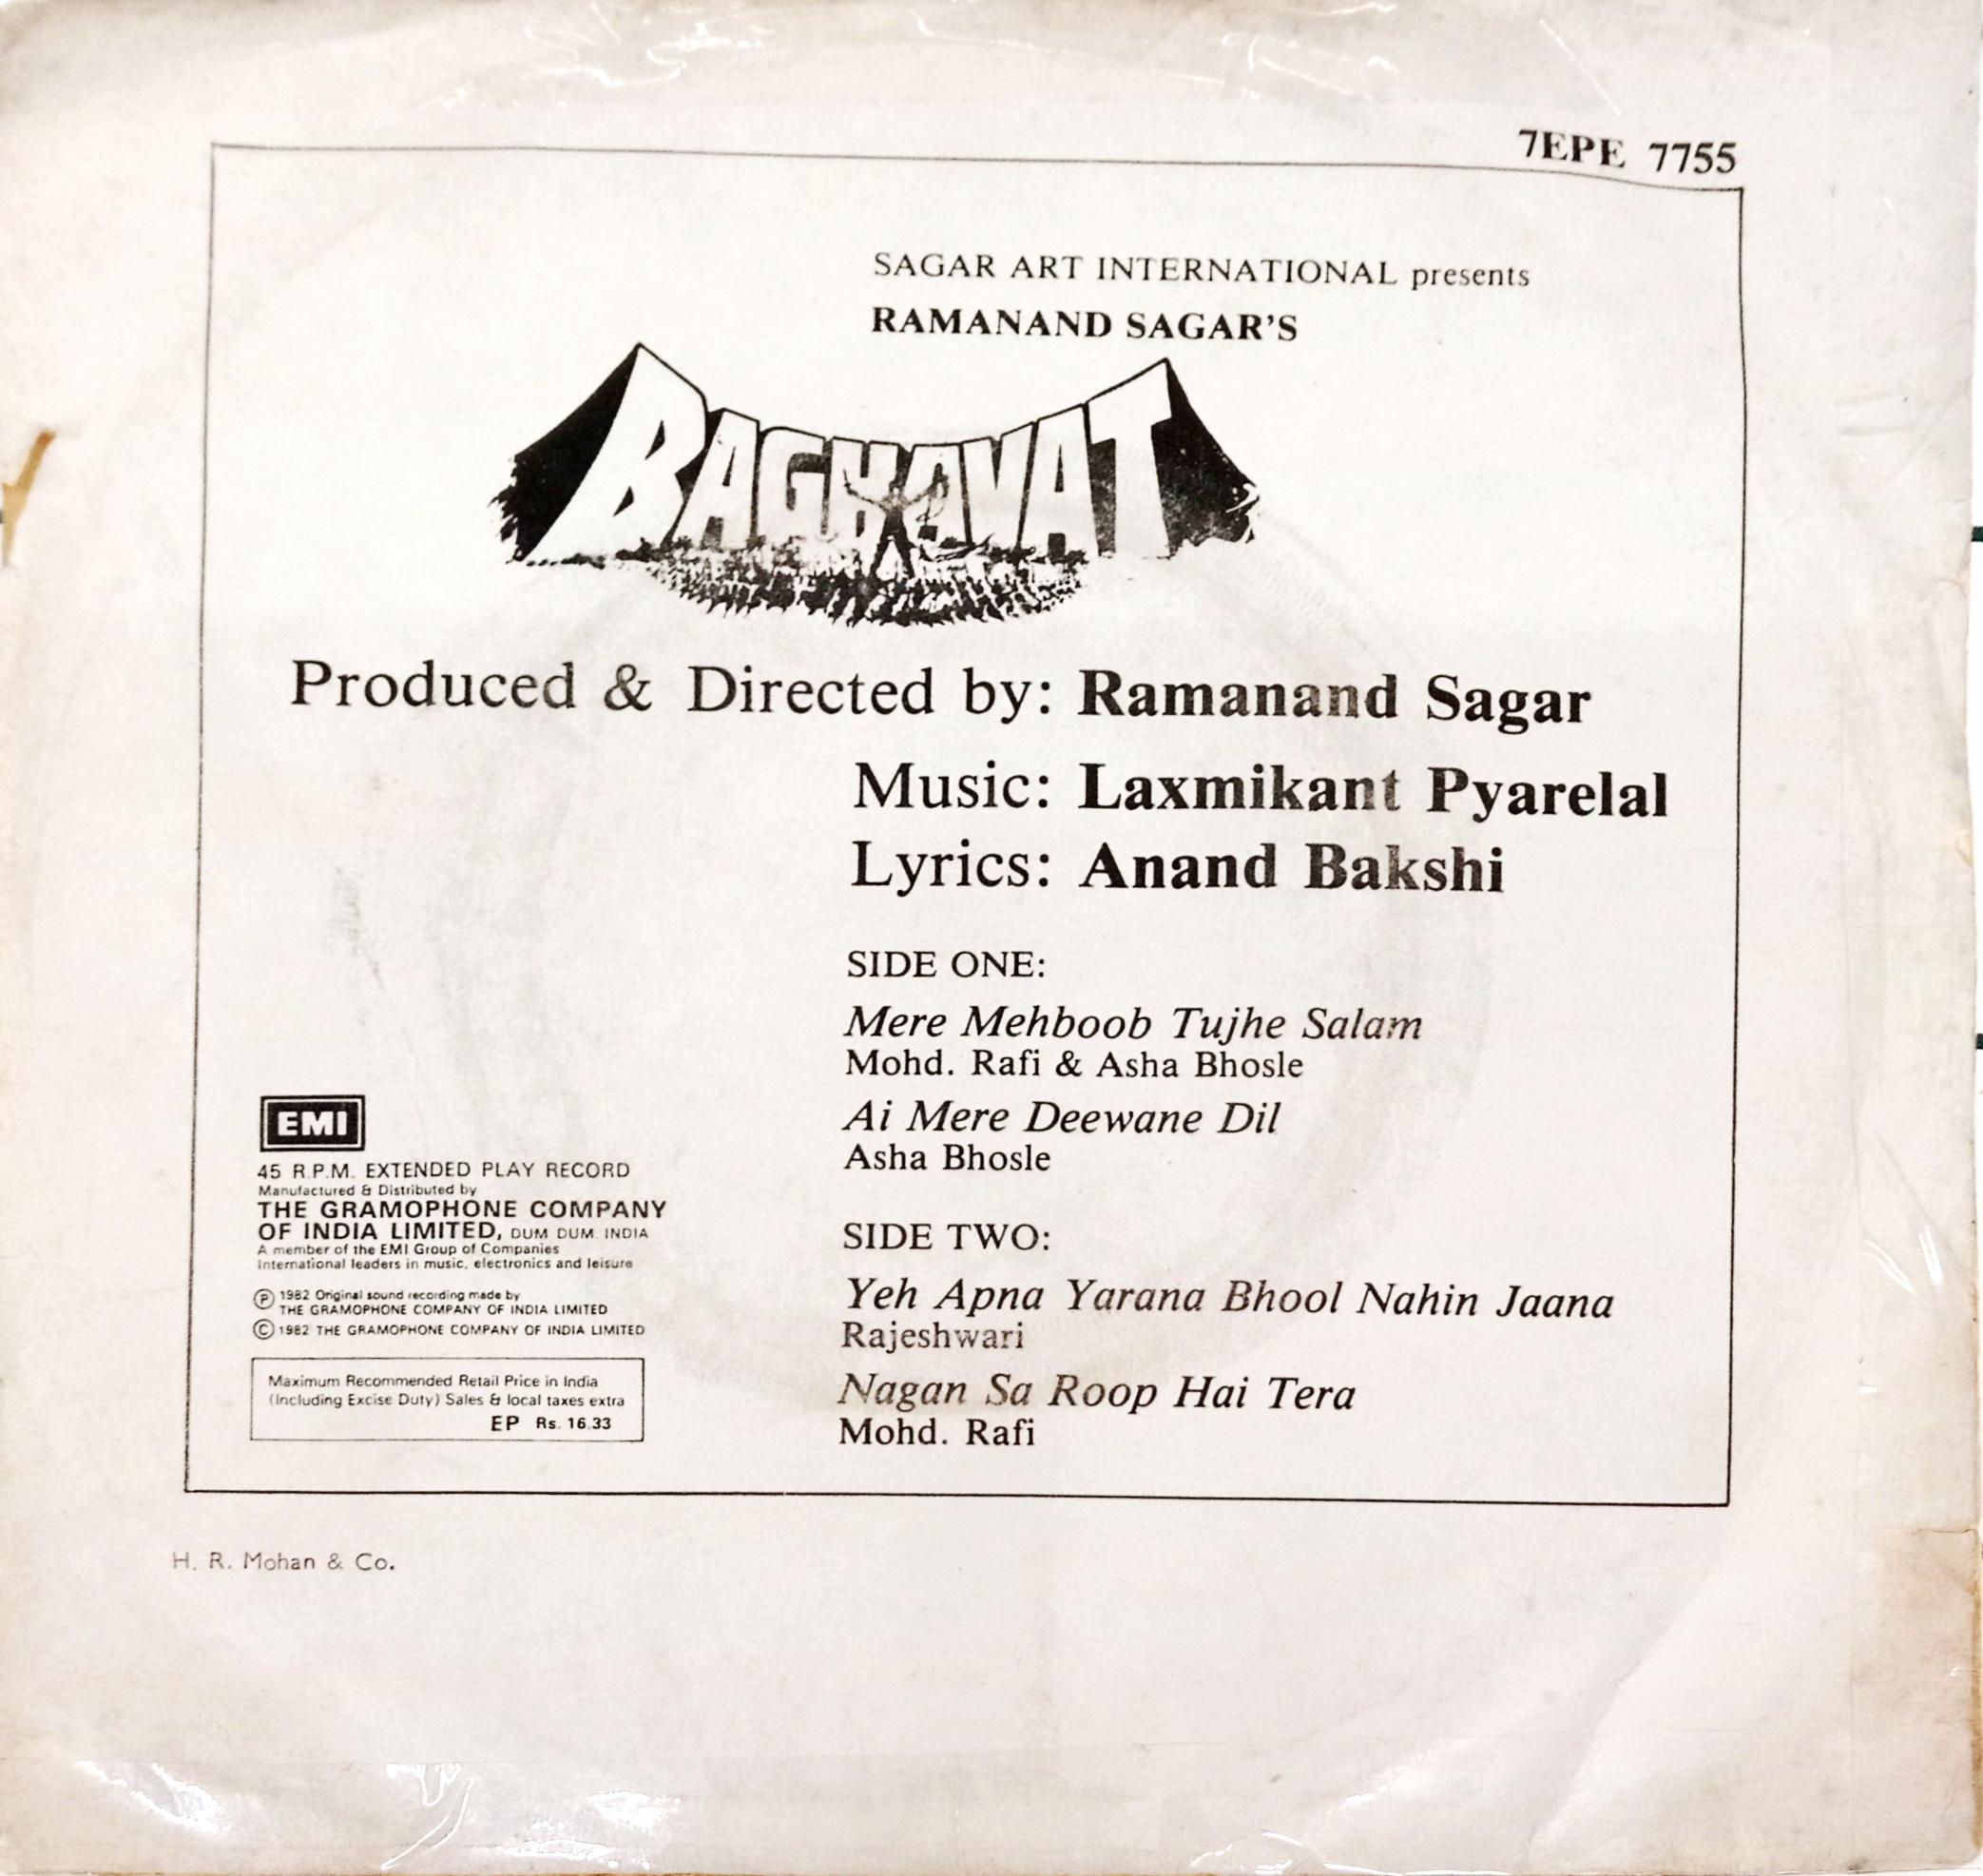 7EPE 7755
SAGAR ART INTERNATIONAL presents
RAMANAND SAGAR'S
BAGHAVAT
Produced & Directed by: Ramanand Sagar
Music: Laxmikant Pyarelal
Lyrics: Anand Bakshi
SIDE ONE:
Mere Mehboob Tujhe Salam
Mohd. Rafi & Asha Bhosle
Ai Mere Deewane Dil
Asha Bhosle
SIDE TWO:
Yeh Apna Yarana Bhool Nahin Jaana
Rajeshwari
Nagan Sa Roop Hai Tera
Mohd. Rafi
EMI
45 R.P.M. EXTENDED PLAY RECORD
Manufactured & Distributed by
THE GRAMOPHONE COMPANY
OF INDIA LIMITED, DUM DUM. INDIA
A member of the EMI Group of Companies
International leaders in music, electronics and leisure
Ⓟ 1982 Original sound recording made by
THE GRAMOPHONE COMPANY OF INDIA LIMITED
© 1982 THE GRAMOPHONE COMPANY OF INDIA LIMITED
Maximum Recommended Retail Price in India
(Including Excise Duty) Sales & local taxes extra
EP Rs. 16.33
H. R. Mohan & Co.